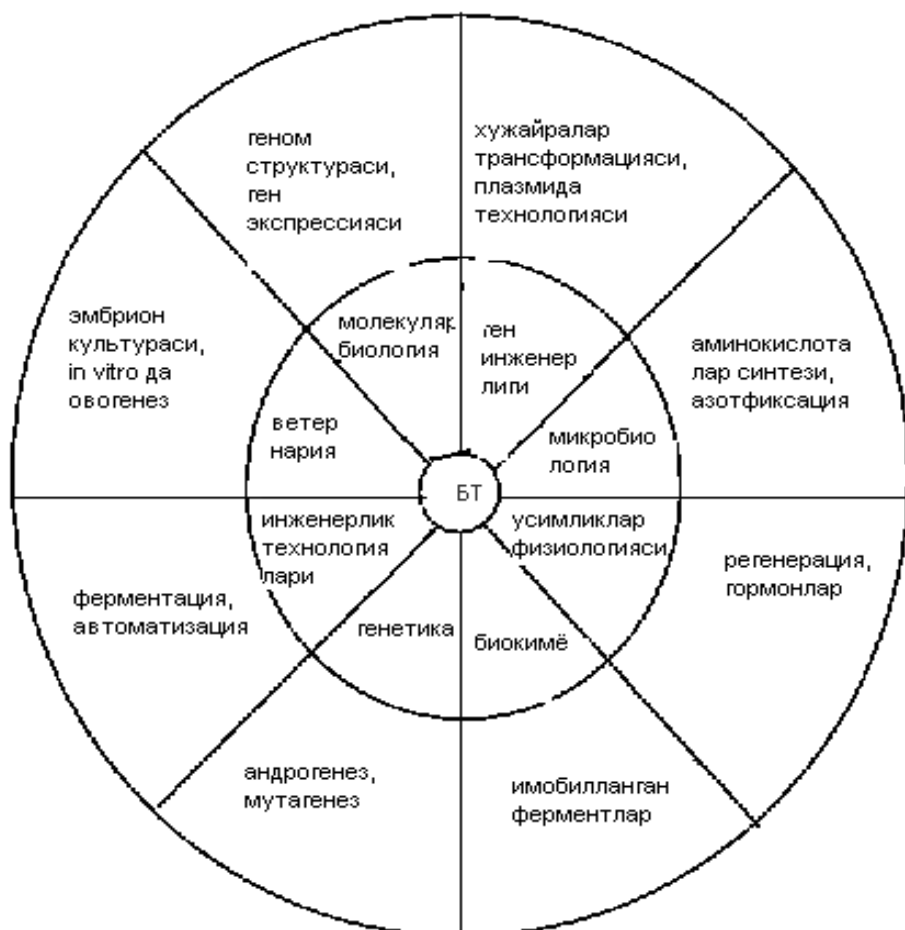 геном
структураси,
ген
экспрессияси
хужайралар
трансформацияси,
плазмида
технологияси
эмбрион
культураси,
in vitro да
овогенез
молекуляр
биология
ген
инженер
лиги
аминокислота
лар синтези,
азотфиксация
ветер
нария
микробио
логия
БТ
инженерлик
технология
лари
усимликлар
физиологияси
ферментация,
автоматизация
генетика
биокимё
регенерация,
гормонлар
андрогенез,
мутагенез
имобилланган
ферментлар